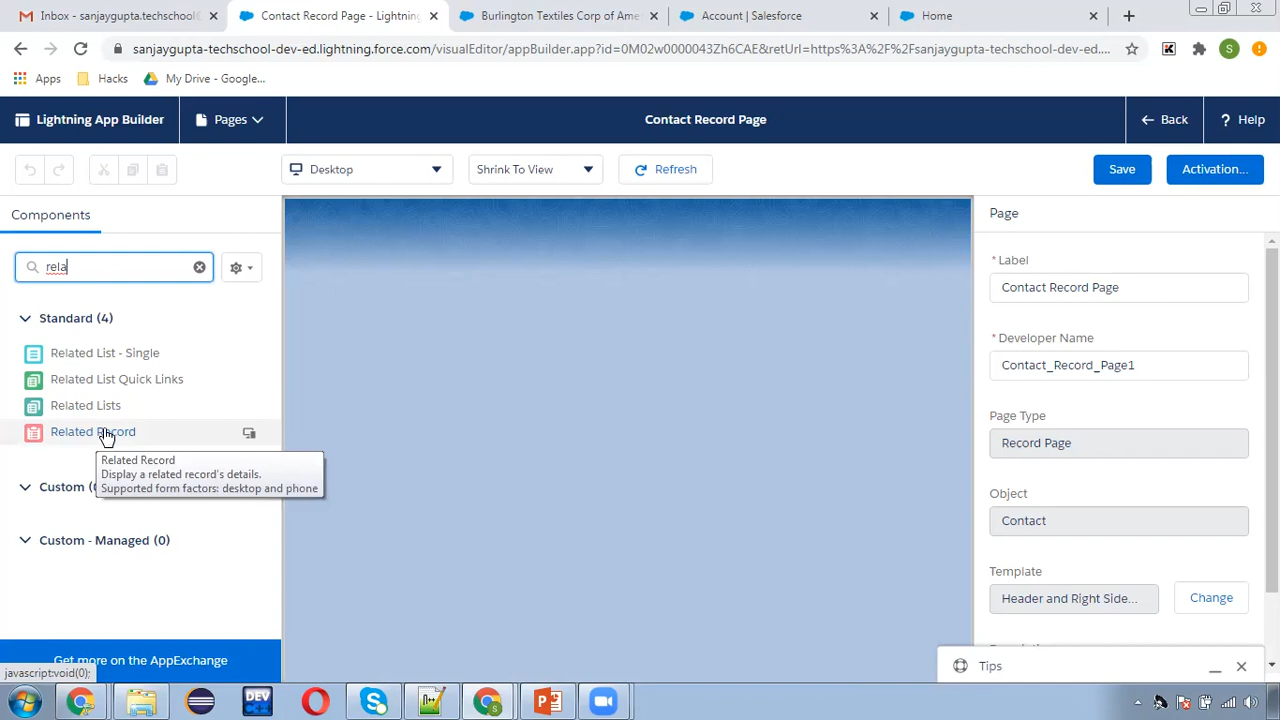 Inbox - sanjaygupta.techschool@
Contact Record Page - Lightning
Burlington Textiles Corp of Ame
Account | Salesforce
Home
sanjaygupta-techschool-dev-ed.lightning.force.com/visualEditor/appBuilder.app?id=0M02w0000043Zh6CAE&retUrl=https%3A%2F%2Fsanjaygupta-techschool-dev-ed....
S
Apps
Hacks
My Drive - Google...
Lightning App Builder
Pages
Contact Record Page
Back
? Help
Desktop
Shrink To View
Refresh
Save
Activation...
Components
rela
Standard (4)
Related List - Single
Related List Quick Links
Related Lists
Related Record
Related Record
Display a related record's details.
Supported form factors: desktop and phone
Custom (0
Custom - Managed (0)
Get more on the AppExchange
javascript:void(0);
Page
*Label
Contact Record Page
*Developer Name
Contact_Record_Page1
Page Type
Record Page
Object
Contact
Template
Header and Right Side...
Change
Tips
DEV